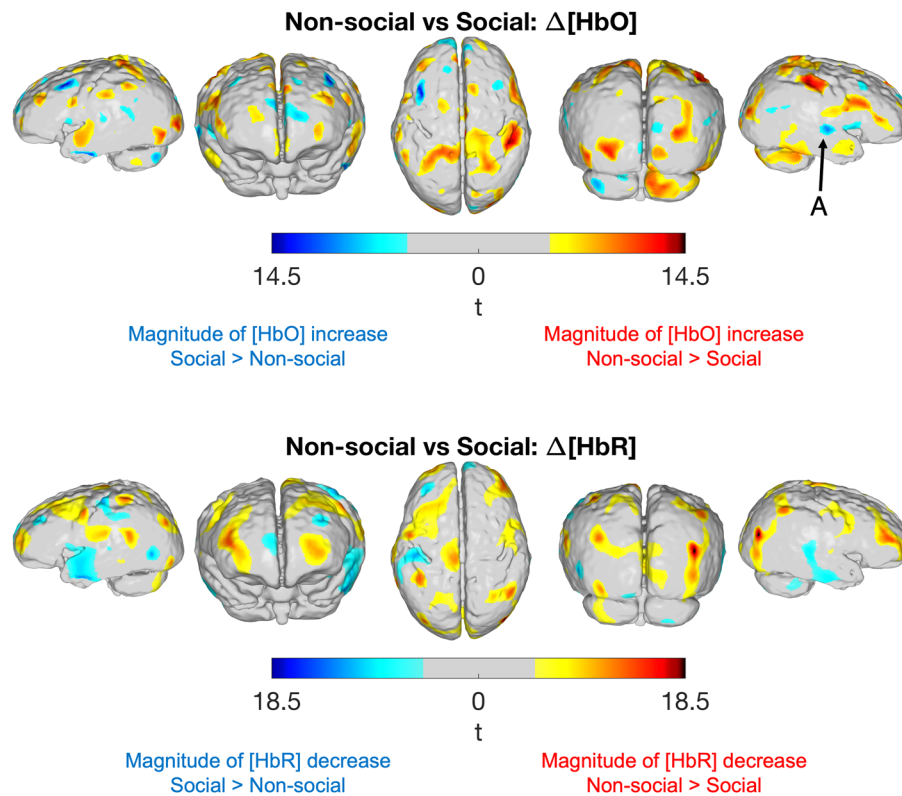 Non-social vs Social: Δ[HbO]
A
14.5 0 14.5
t
Magnitude of [HbO] increase
Social > Non-social
Magnitude of [HbO] increase
Non-social > Social
Non-social vs Social: Δ[HbR]
18.5 0 18.5
t
Magnitude of [HbR] decrease
Social > Non-social
Magnitude of [HbR] decrease
Non-social > Social